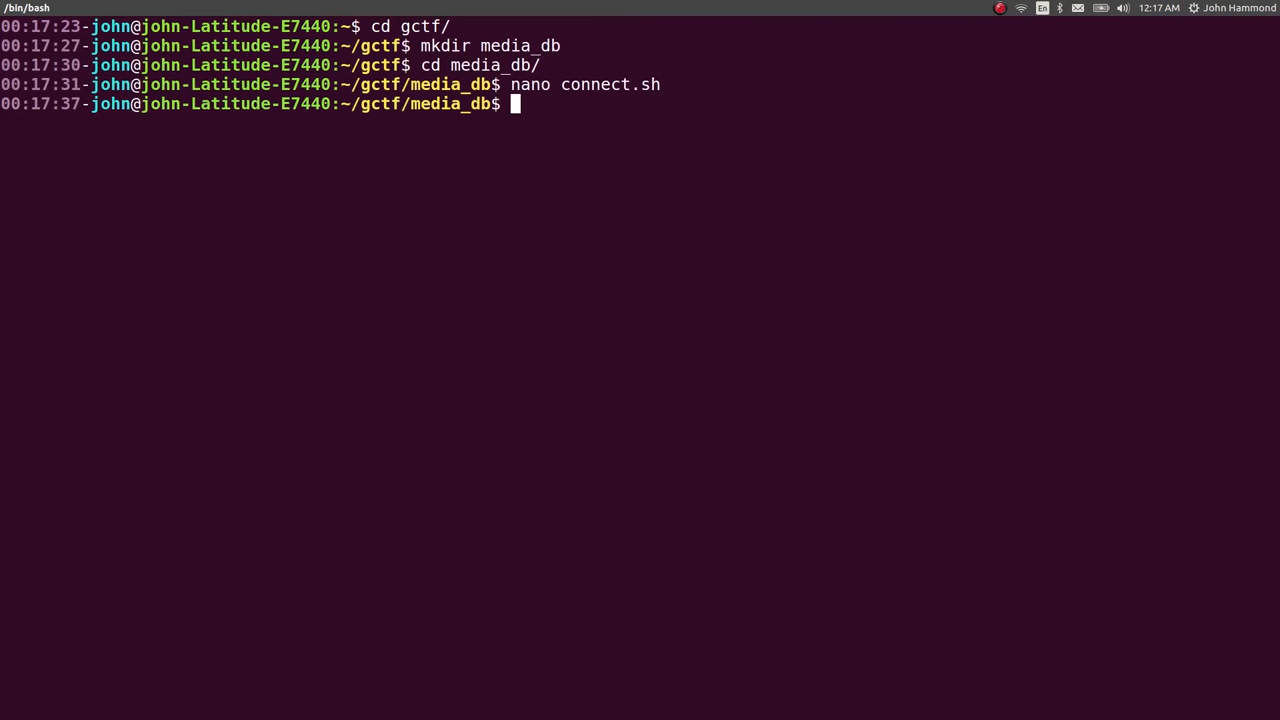 /bin/bash
En
12:17 AM
John Hammond
00:17:23-john@john-Latitude-E7440:~$ cd gctf/
00:17:27-john@john-Latitude-E7440:~/gctf$ mkdir media_db
00:17:30-john@john-Latitude-E7440:~/gctf$ cd media_db/
00:17:31-john@john-Latitude-E7440:~/gctf/media_db$ nano connect.sh
00:17:37-john@john-Latitude-E7440:~/gctf/media_db$